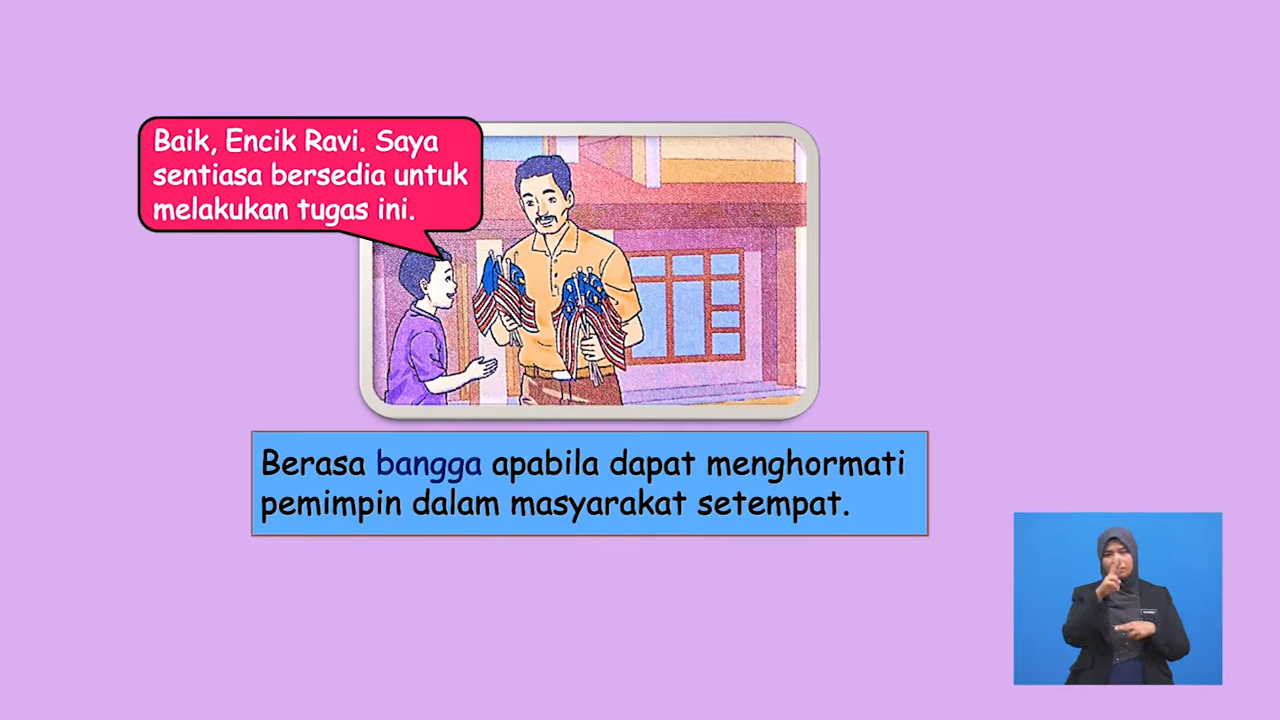 Baik, Encik Ravi. Saya
sentiasa bersedia untuk
melakukan tugas ini.
Berasa bangga apabila dapat menghormati
pemimpin dalam masyarakat setempat.